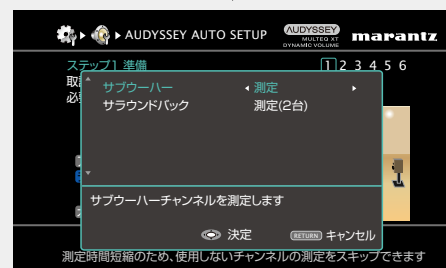 AUDYSSEY AUTO SETUP
AUDYSSEY
MULTEQ XT
DYNAMIC VOLUME
marantz
ステップ1 準備
1 2 3 4 5 6
取
必
サブウーハー 測定
サラウンドバック 測定(2台)
サブウーハーチャンネルを測定します
決定 RETURN キャンセル
測定時間短縮のため、使用しないチャンネルの測定をスキップできます